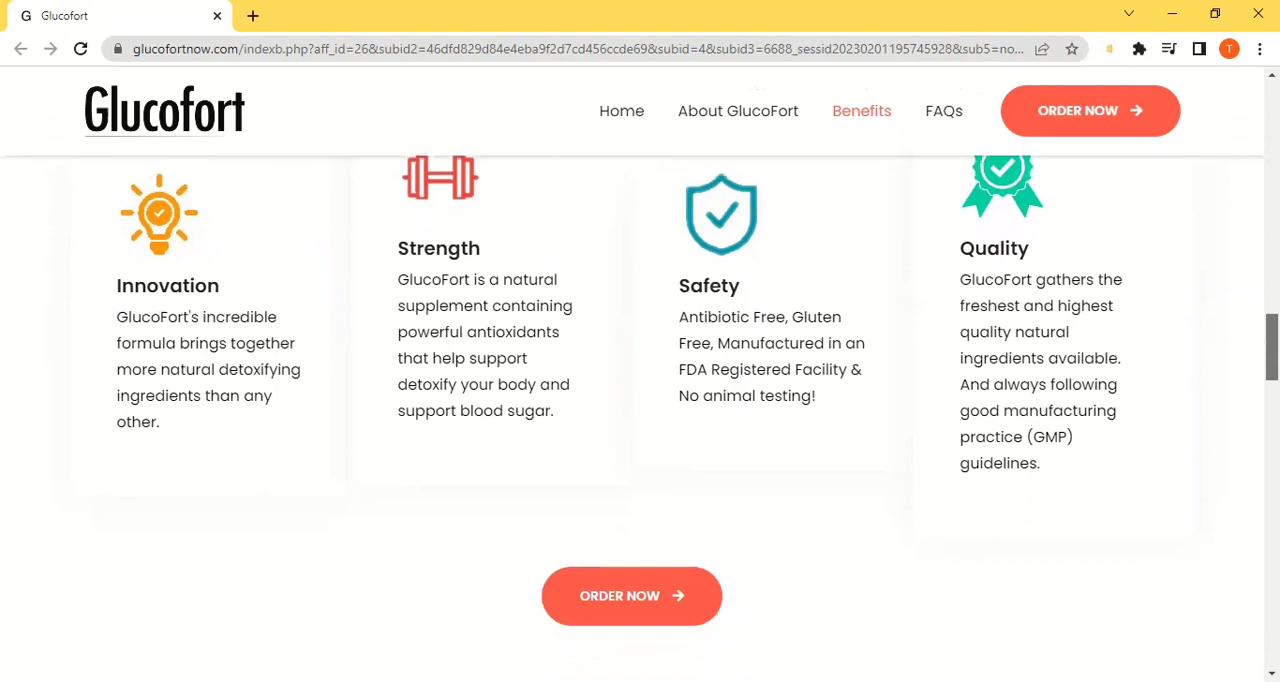 G Glucofort
glucofortnow.com/indexb.php?aff_id=26&subid2=46dfd829d84e4eba9f2d7cd456ccde69&subid=4&subid3=6688_sessid20230201195745928&sub5=no...
T
Glucofort
Home
About GlucoFort
Benefits
FAQs
ORDER NOW
Innovation
GlucoFort's incredible
formula brings together
more natural detoxifying
ingredients than any
other.
Strength
GlucoFort is a natural
supplement containing
powerful antioxidants
that help support
detoxify your body and
support blood sugar.
Safety
Antibiotic Free, Gluten
Free, Manufactured in an
FDA Registered Facility &
No animal testing!
Quality
GlucoFort gathers the
freshest and highest
quality natural
ingredients available.
And always following
good manufacturing
practice (GMP)
guidelines.
ORDER NOW